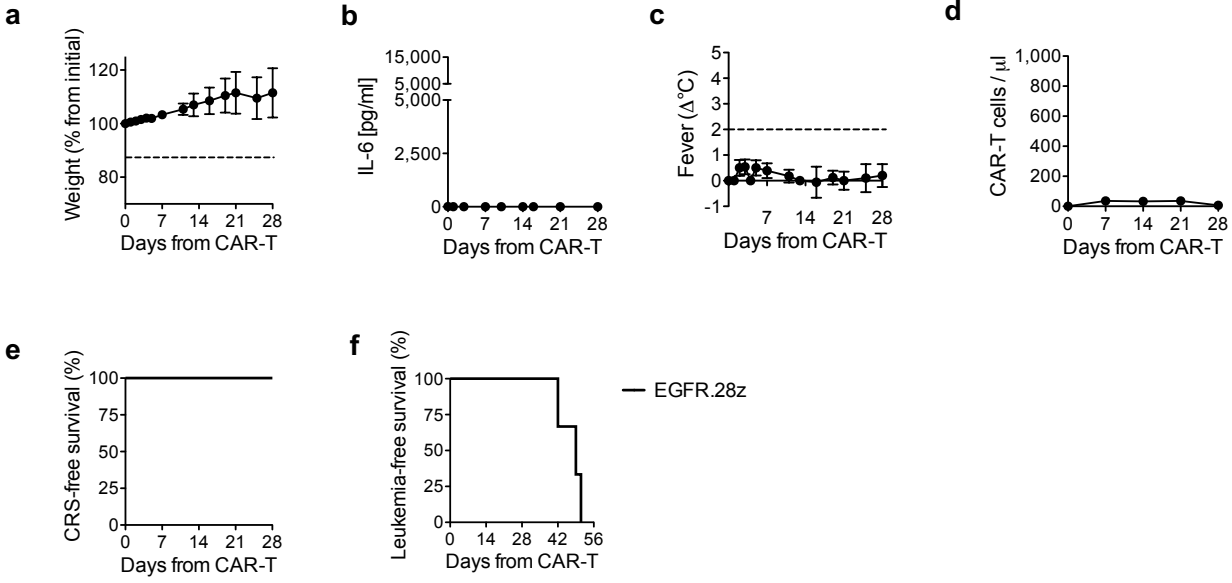 a
Weight (% from initial)
120
100
80
0 7 14 21 28
Days from CAR-T
b
IL-6 [pg/ml]
15,000
5,000
5,000
2,500
0
0 7 14 21 28
Days from CAR-T
c
Fever (Δ°C)
5
4
3
2
1
0
-1
7 14 21 28
Days from CAR-T
d
CAR-T cells / µl
1,000
800
600
400
200
0
0 7 14 21 28
Days from CAR-T
e
CRS-free survival (%)
100
75
50
25
0
0 7 14 21 28
Days from CAR-T
f
Leukemia-free survival (%)
100
75
50
25
0
0 14 28 42 56
Days from CAR-T
EGFR.28z